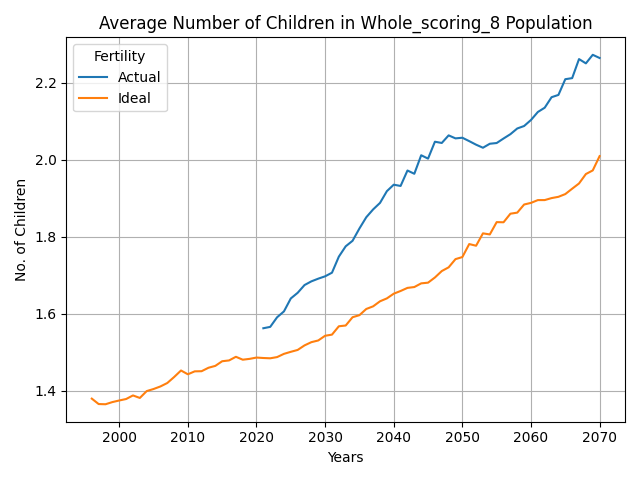 Average Number of Children in Whole_scoring_8 Population
Fertility
Actual
Ideal
No. of Children
2.2
2.0
1.8
1.6
1.4
2000 2010 2020 2030 2040 2050 2060 2070
Years